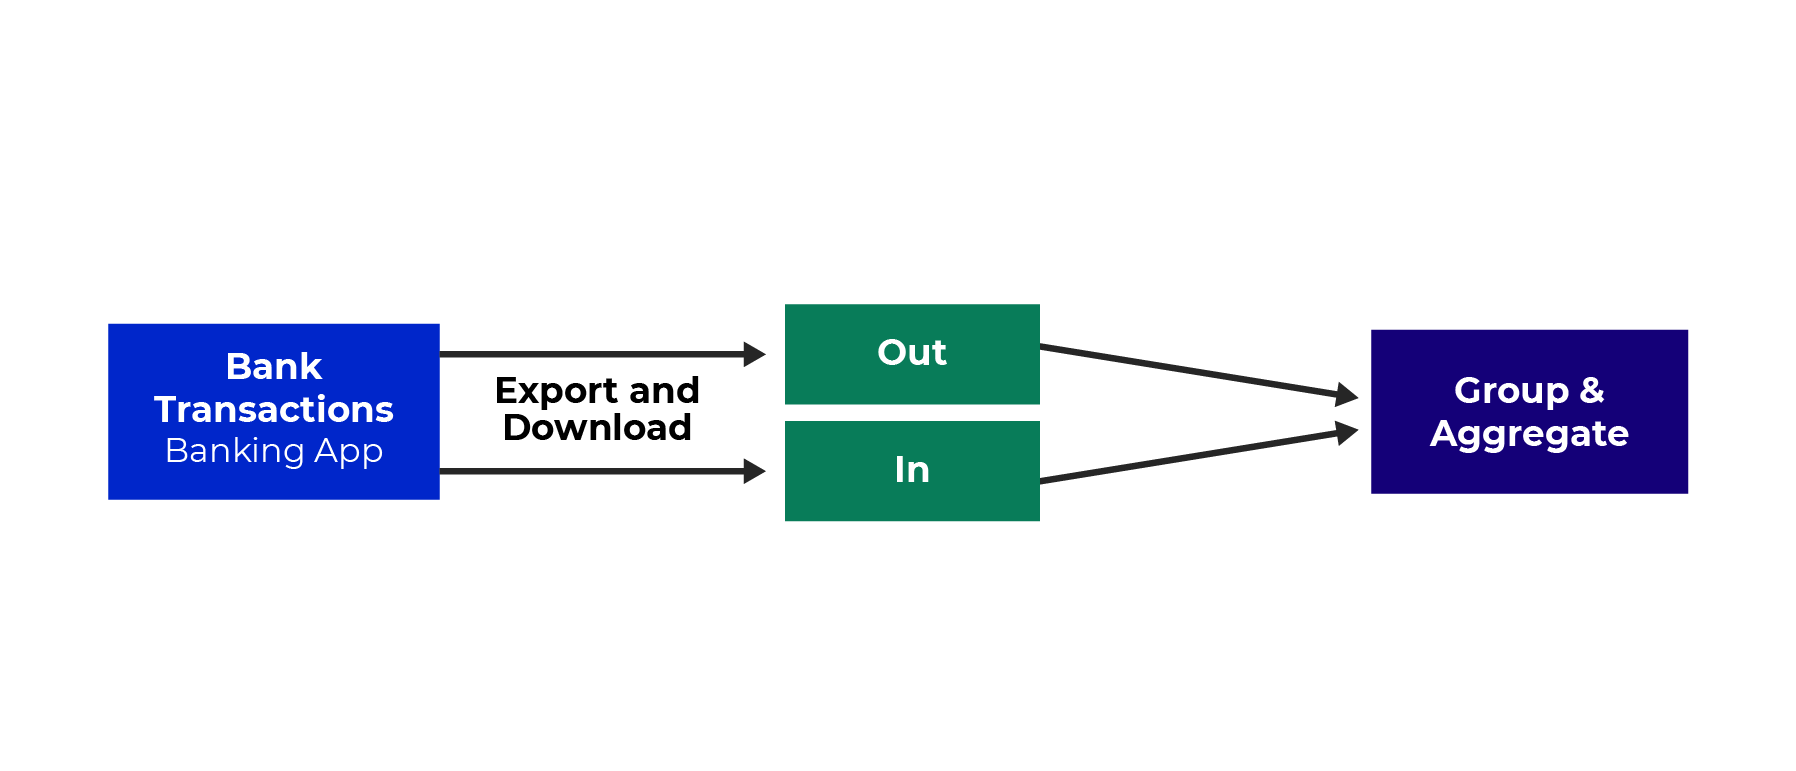 Bank
Transactions
Banking App
Export and
Download
Out
In
Group &
Aggregate